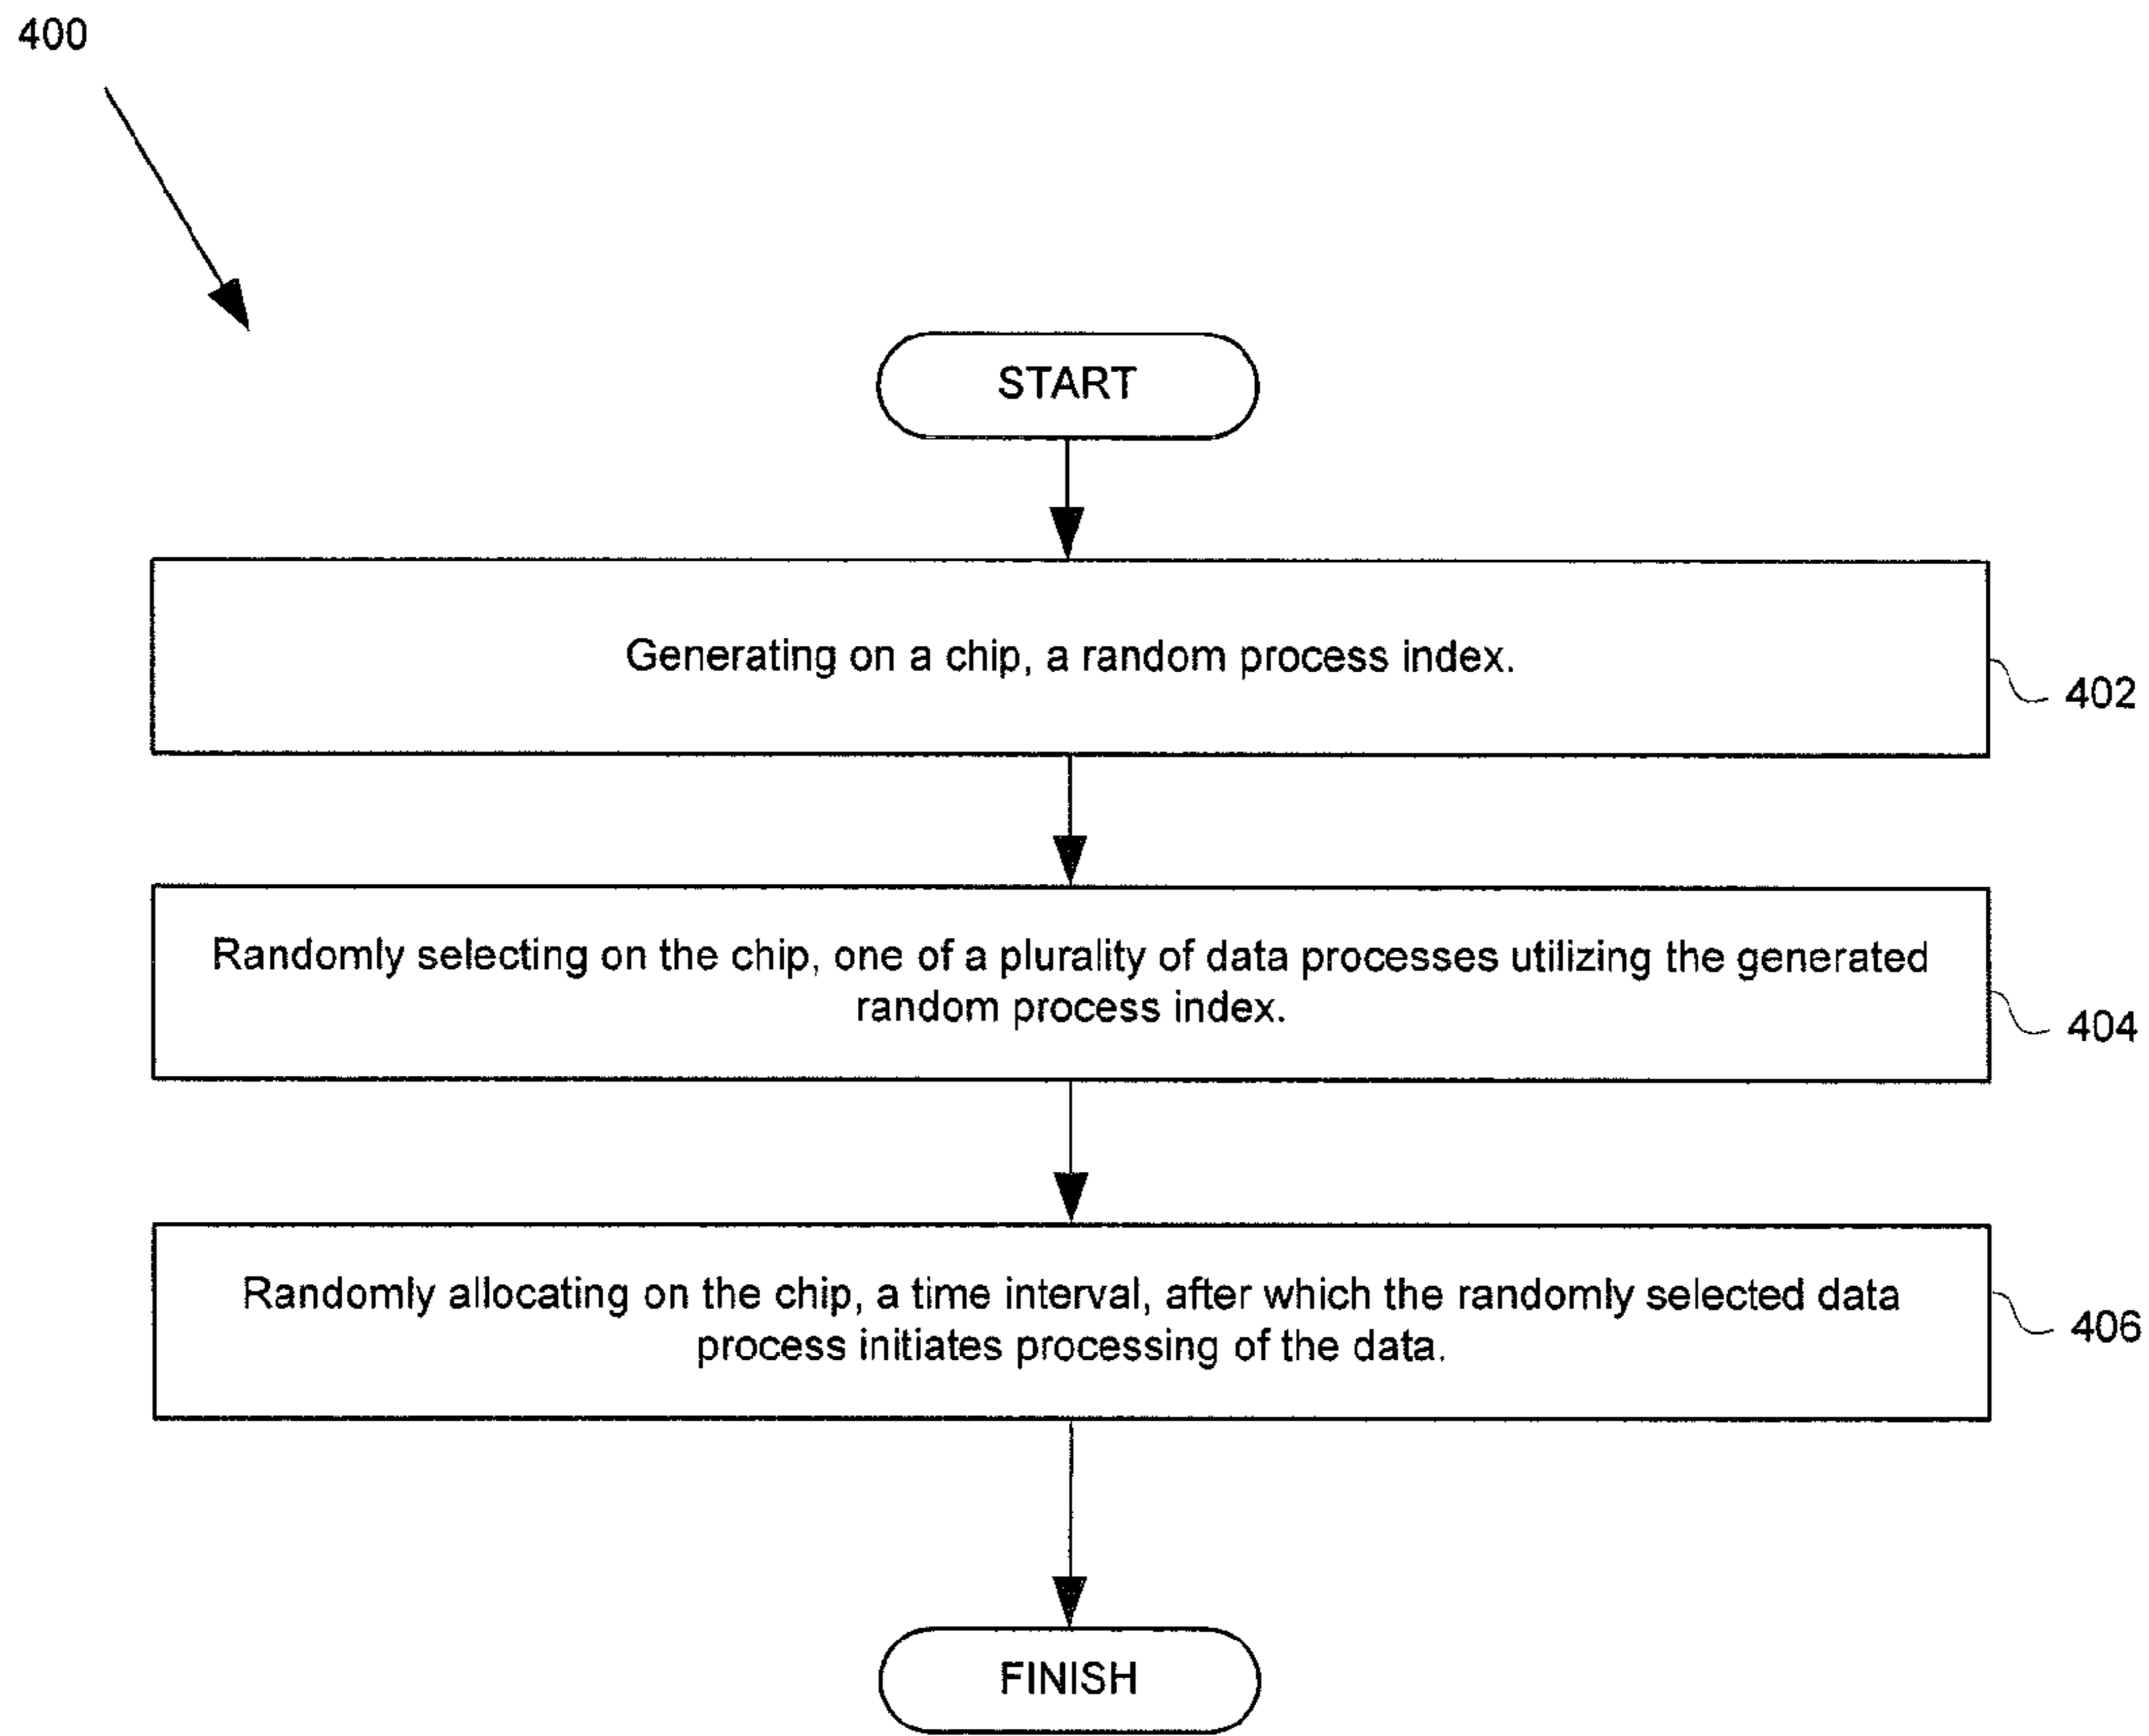 400
START
Generating on a chip, a random process index.
402
Randomly selecting on the chip, one of a plurality of data processes utilizing the generated
random process index.
404
Randomly allocating on the chip, a time interval, after which the randomly selected data
process initiates processing of the data.
406
FINISH